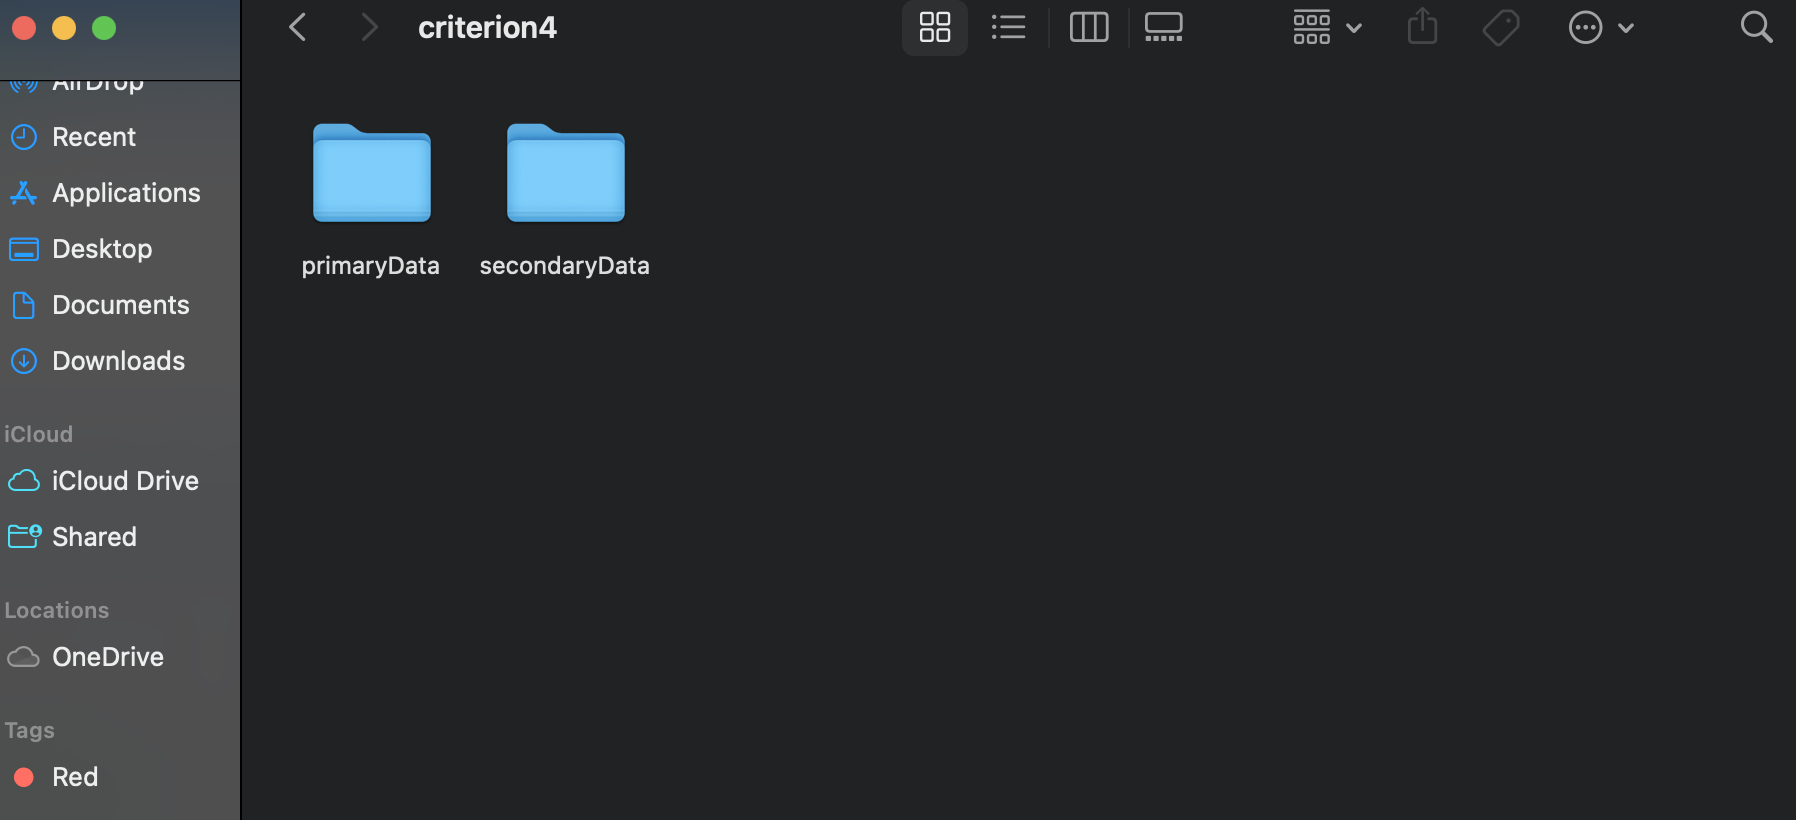 criterion4
AirDrop
Recent
Applications
Desktop
Documents
Downloads
iCloud
iCloud Drive
Shared
Locations
OneDrive
Tags
Red
primaryData
secondaryData